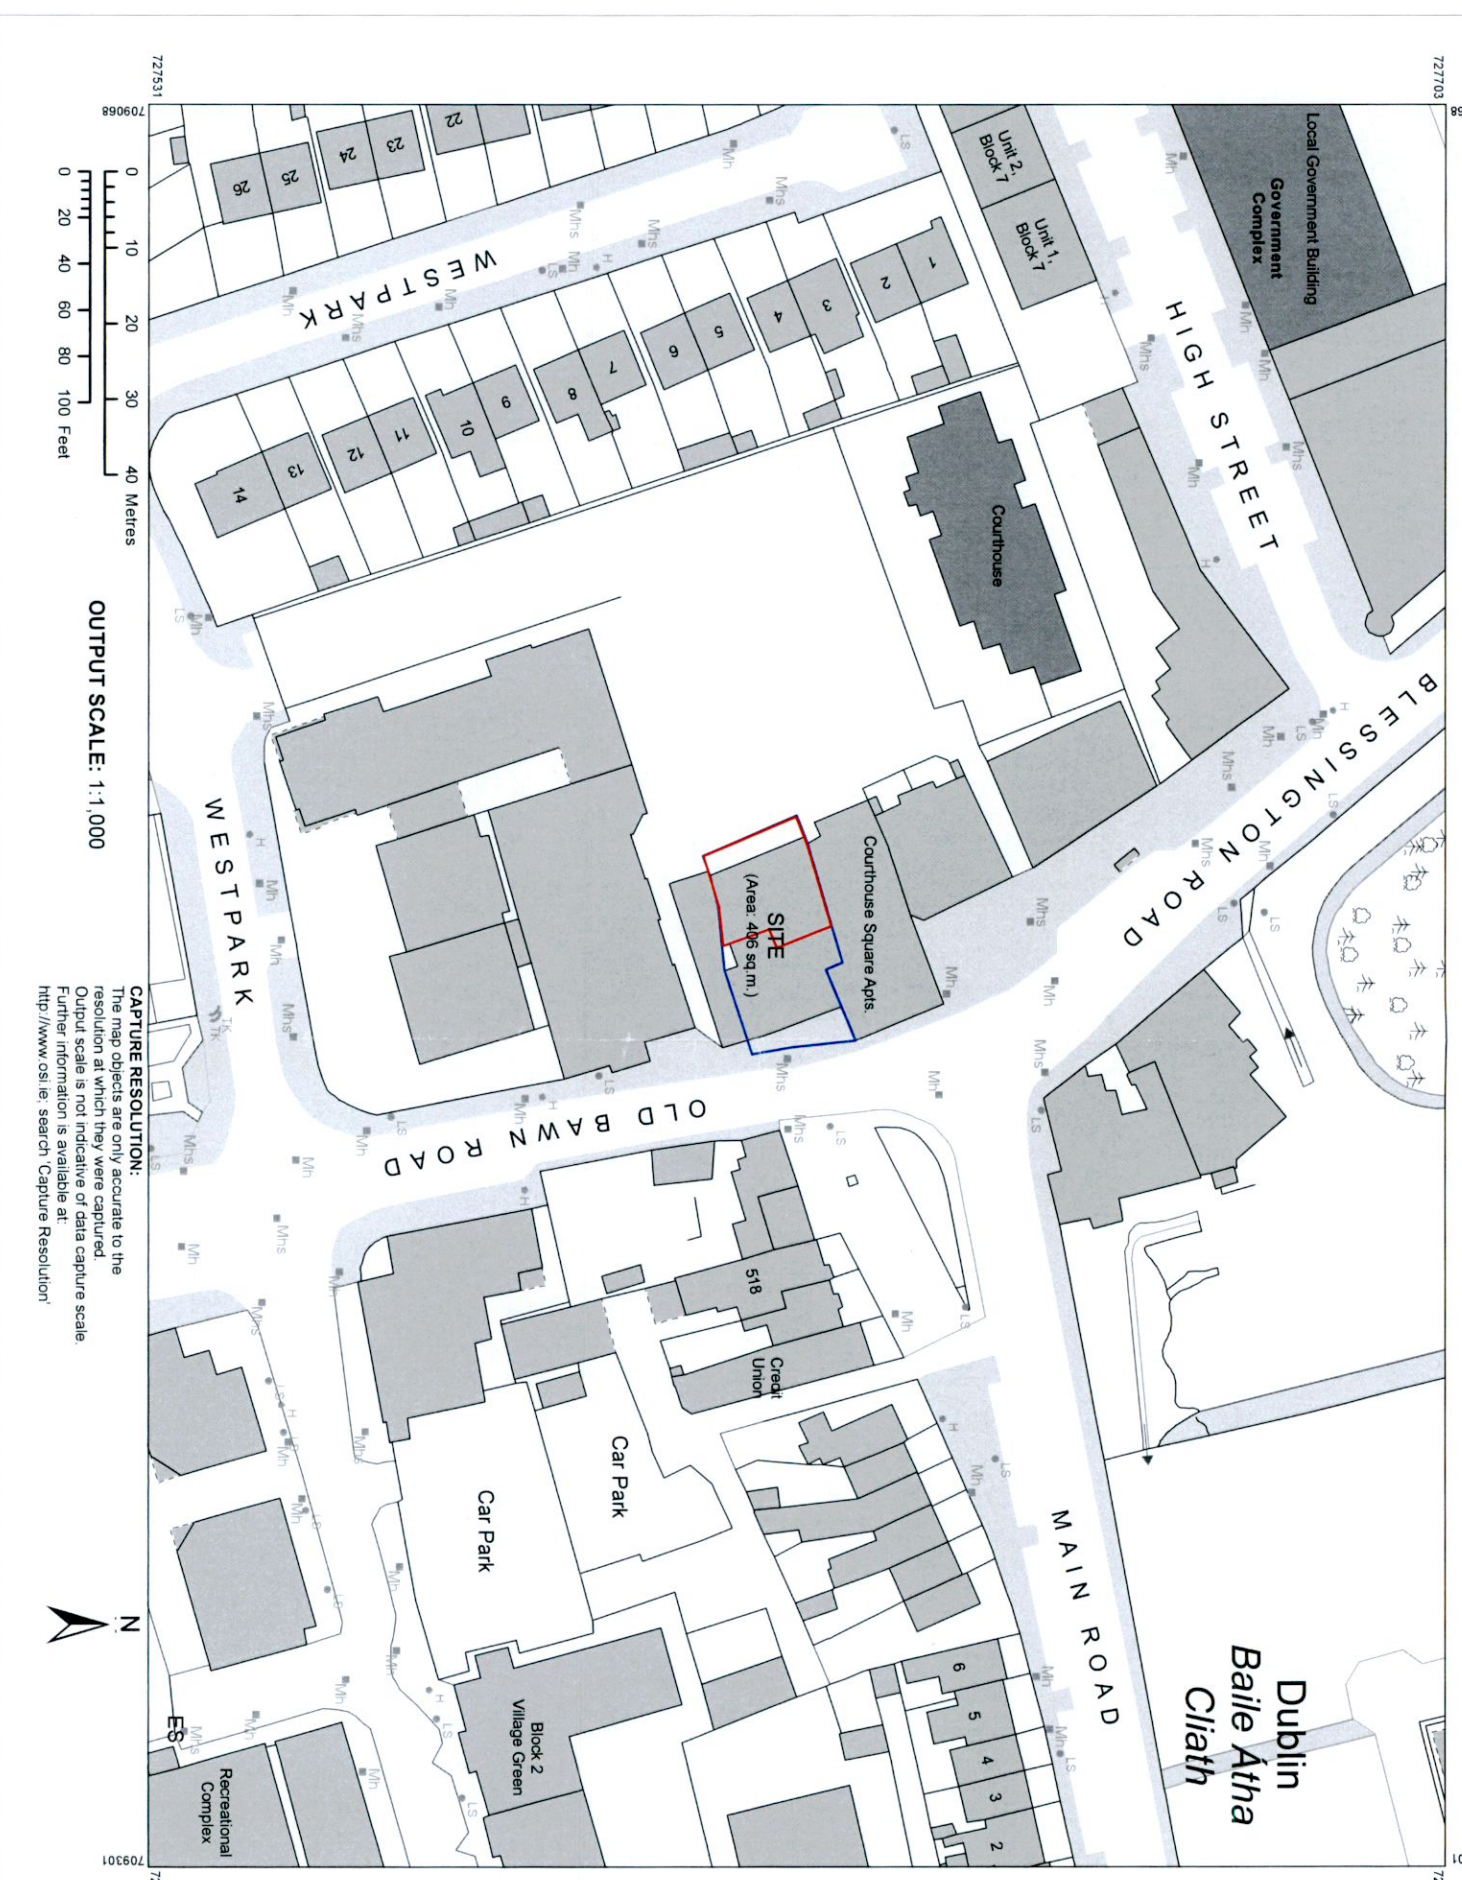 727531
727703
709068
709301
Local Government Building
Government
Complex
Unit 2,
Block 7
Unit 1,
Block 7
HIGH STREET
BLESSINGTON ROAD
WESTPARK
22
23
24
25
26
1
2
3
4
5
6
7
8
9
10
11
12
13
14
Courthouse
Courthouse Square Apts.
SITE
(Area: 406 sq.m.)
WESTPARK
OLD BAWN ROAD
518
Credit
Union
Car Park
Car Park
MAIN ROAD
6
5
4
3
2
Block 2
Village Green
Recreational
Complex
ES
Dublin
Baile Átha
Cliath
0 10 20 30 40 Metres
0 20 40 60 80 100 Feet
OUTPUT SCALE: 1:1,000
CAPTURE RESOLUTION:
The map objects are only accurate to the
resolution at which they were captured.
Output scale is not indicative of data capture scale.
Further information is available at:
http://www.osi.ie; search 'Capture Resolution'
N